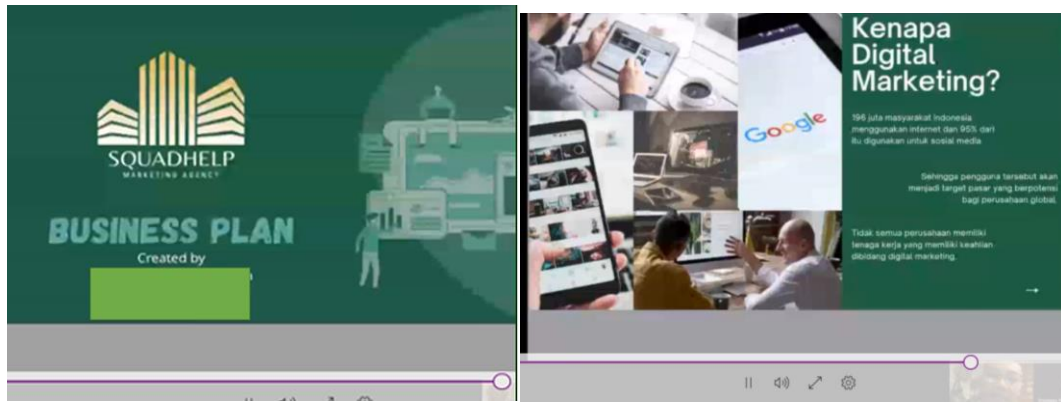 SQUADHELP
MARKETING AGENCY
BUSINESS PLAN
Created by
Kenapa
Digital
Marketing?
196 juta masyarakat Indonesia
menggunakan internet dan 95% dari
itu digunakan untuk sosial media
Sehingga pengguna tersebut akan
menjadi target pasar yang berpotensi
bagi perusahaan global.
Tidak semua perusahaan memiliki
tenaga kerja yang memiliki keahlian
dibidang digital marketing.
Google